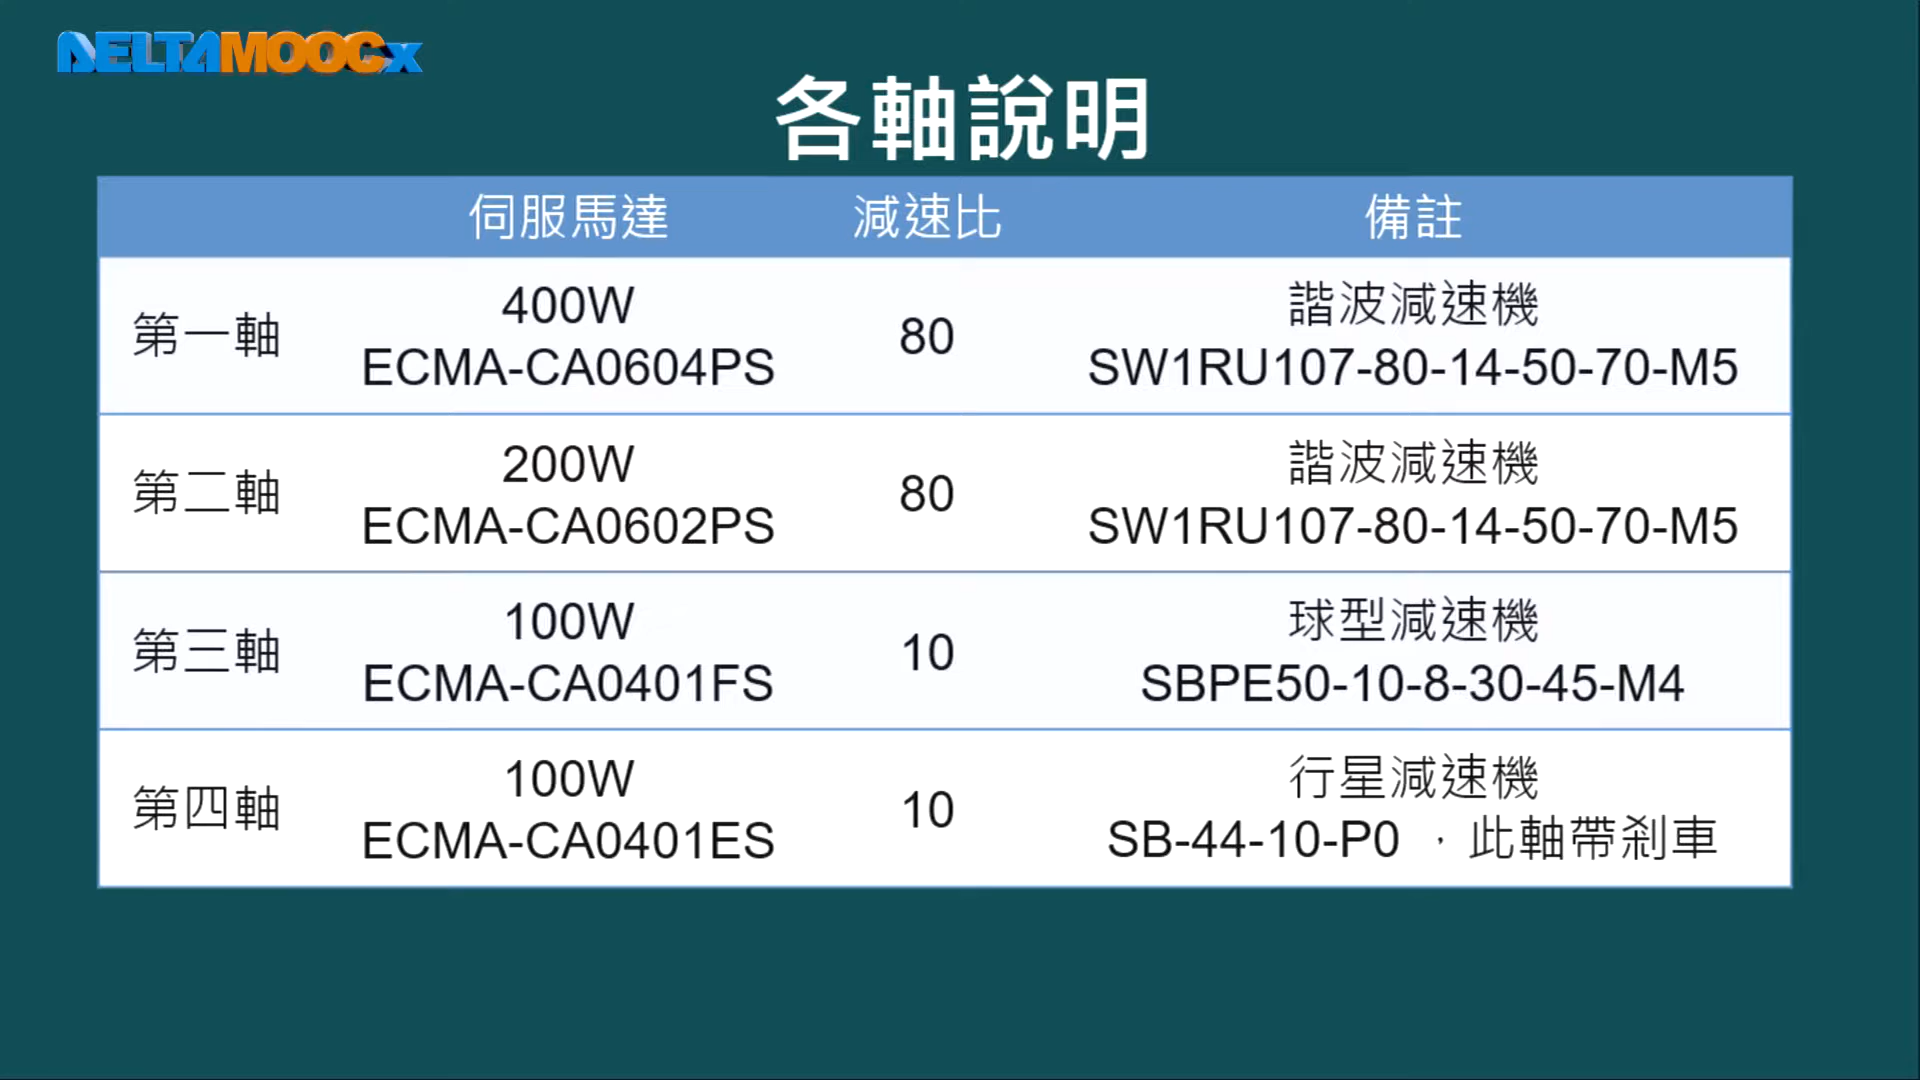 DELTAMOOCx
各軸說明
伺服馬達 減速比 備註
第一軸 400W ECMA-CA0604PS 80 諧波減速機 SW1RU107-80-14-50-70-M5
第二軸 200W ECMA-CA0602PS 80 諧波減速機 SW1RU107-80-14-50-70-M5
第三軸 100W ECMA-CA0401FS 10 球型減速機 SBPE50-10-8-30-45-M4
第四軸 100W ECMA-CA0401ES 10 行星減速機 SB-44-10-P0 ，此軸帶剎車